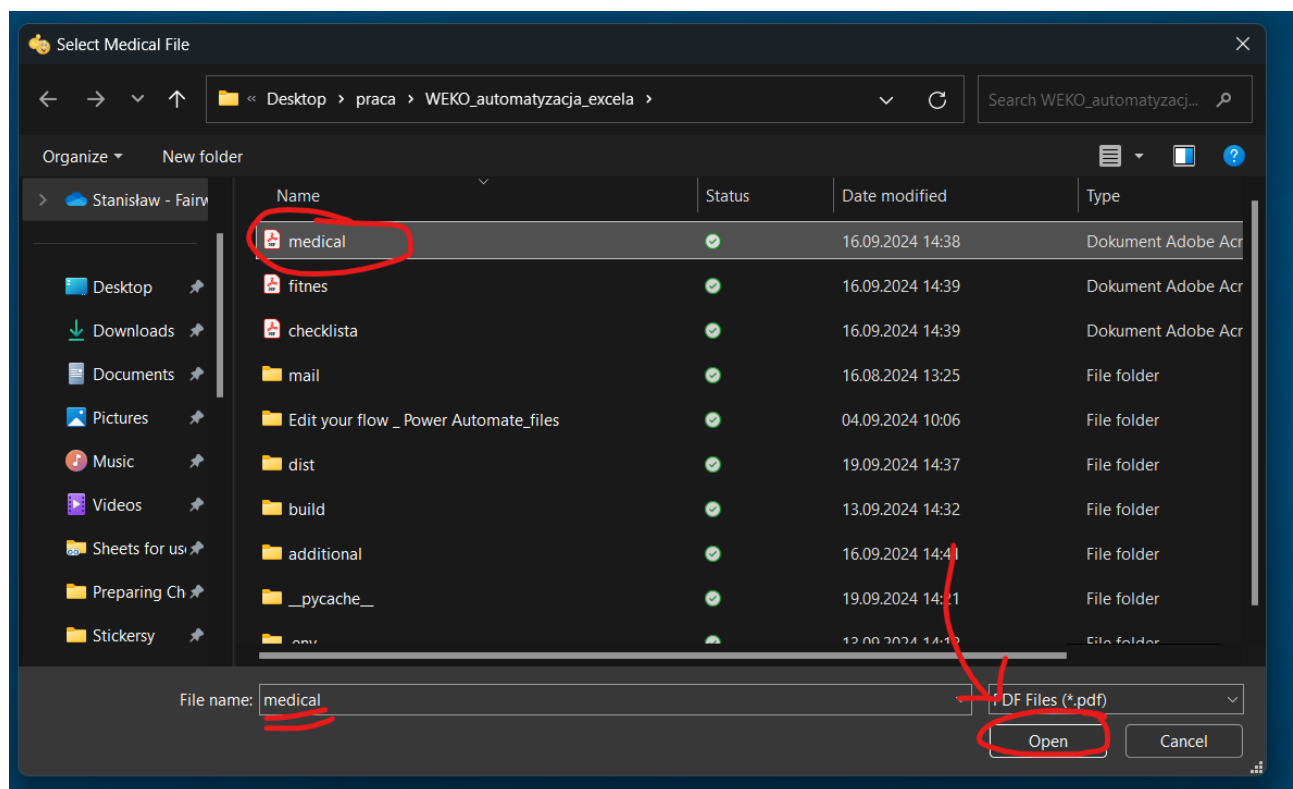 Select Medical File
« Desktop › praca › WEKO_automatyzacja_excela ›
Search WEKO_automatyzacj...
Organize New folder
Stanisław - Fairw
Name Status Date modified Type
medical 16.09.2024 14:38 Dokument Adobe Acr
Desktop
fitnes 16.09.2024 14:39 Dokument Adobe Acr
Downloads
checklista 16.09.2024 14:39 Dokument Adobe Acr
Documents
mail 16.08.2024 13:25 File folder
Pictures
Edit your flow _ Power Automate_files 04.09.2024 10:06 File folder
Music
dist 19.09.2024 14:37 File folder
Videos
build 13.09.2024 14:32 File folder
Sheets for us
additional 16.09.2024 14:41 File folder
Preparing Ch
__pycache__ 19.09.2024 14:21 File folder
Stickersy
File folder
File name: medical PDF Files (*.pdf)
Open Cancel